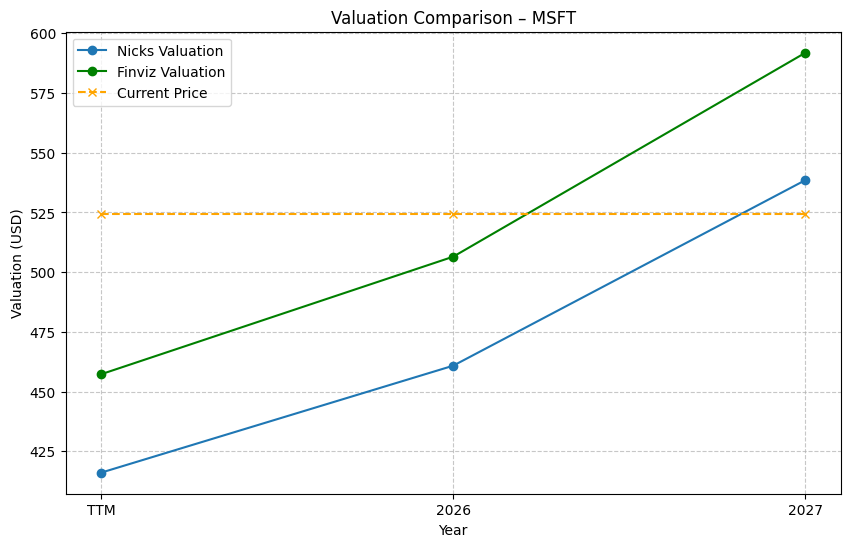 Valuation Comparison – MSFT
Nicks Valuation
Finviz Valuation
Current Price
Valuation (USD)
600
575
550
525
500
475
450
425
TTM
2026
2027
Year